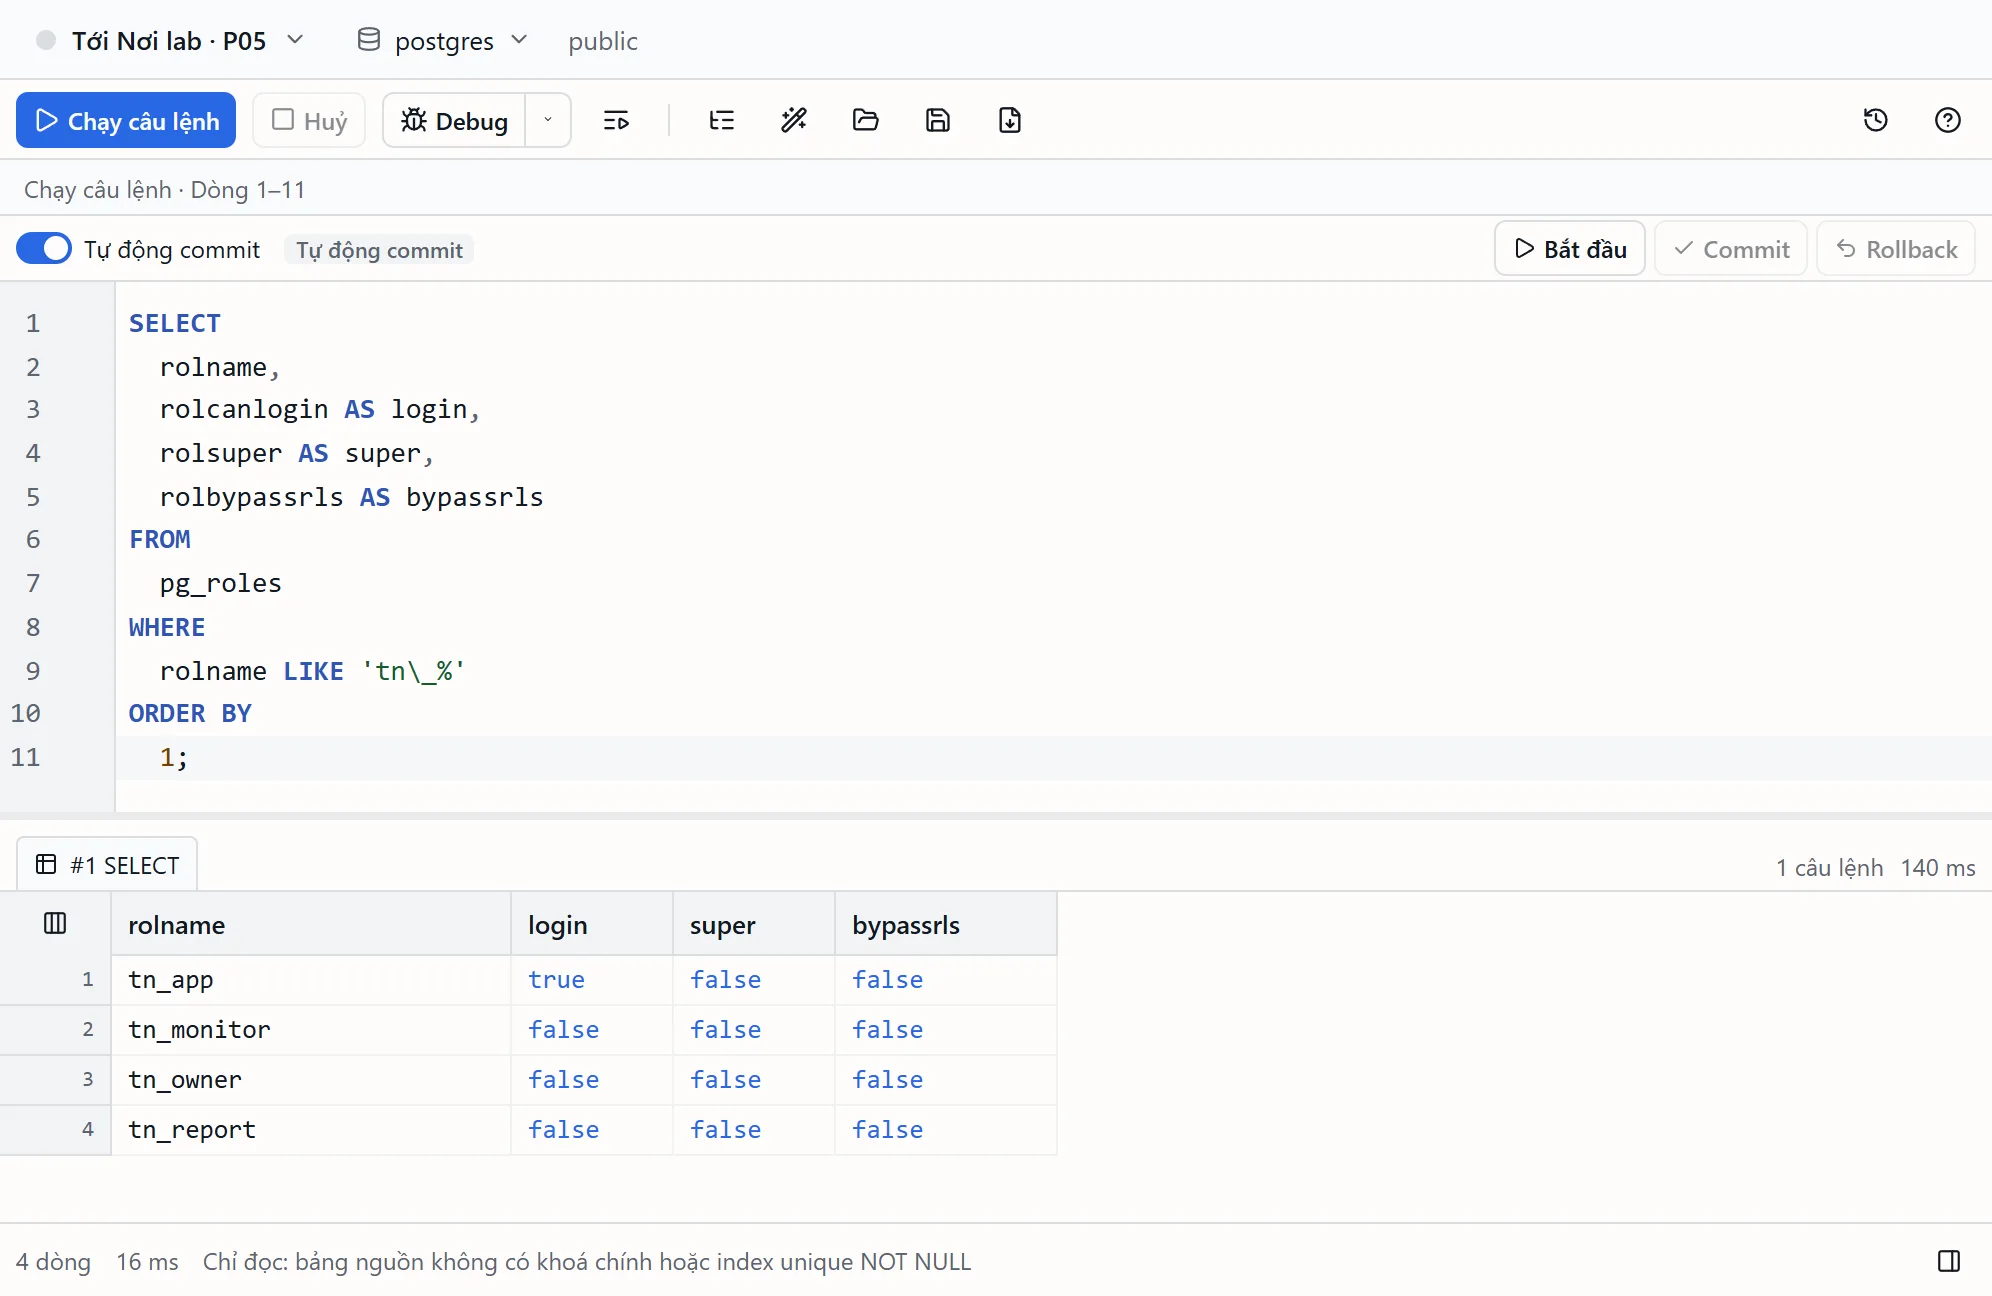 Tới Nơi lab · P05 postgres public
Chạy câu lệnh Huỷ Debug
Chạy câu lệnh · Dòng 1–11
Tự động commit Tự động commit Bắt đầu Commit Rollback
1 SELECT
2 rolname,
3 rolcanlogin AS login,
4 rolsuper AS super,
5 rolbypassrls AS bypassrls
6 FROM
7 pg_roles
8 WHERE
9 rolname LIKE 'tn\_%'
10 ORDER BY
11 1;
#1 SELECT 1 câu lệnh 140 ms
rolname login super bypassrls
1 tn_app true false false
2 tn_monitor false false false
3 tn_owner false false false
4 tn_report false false false
4 dòng 16 ms Chỉ đọc: bảng nguồn không có khoá chính hoặc index unique NOT NULL